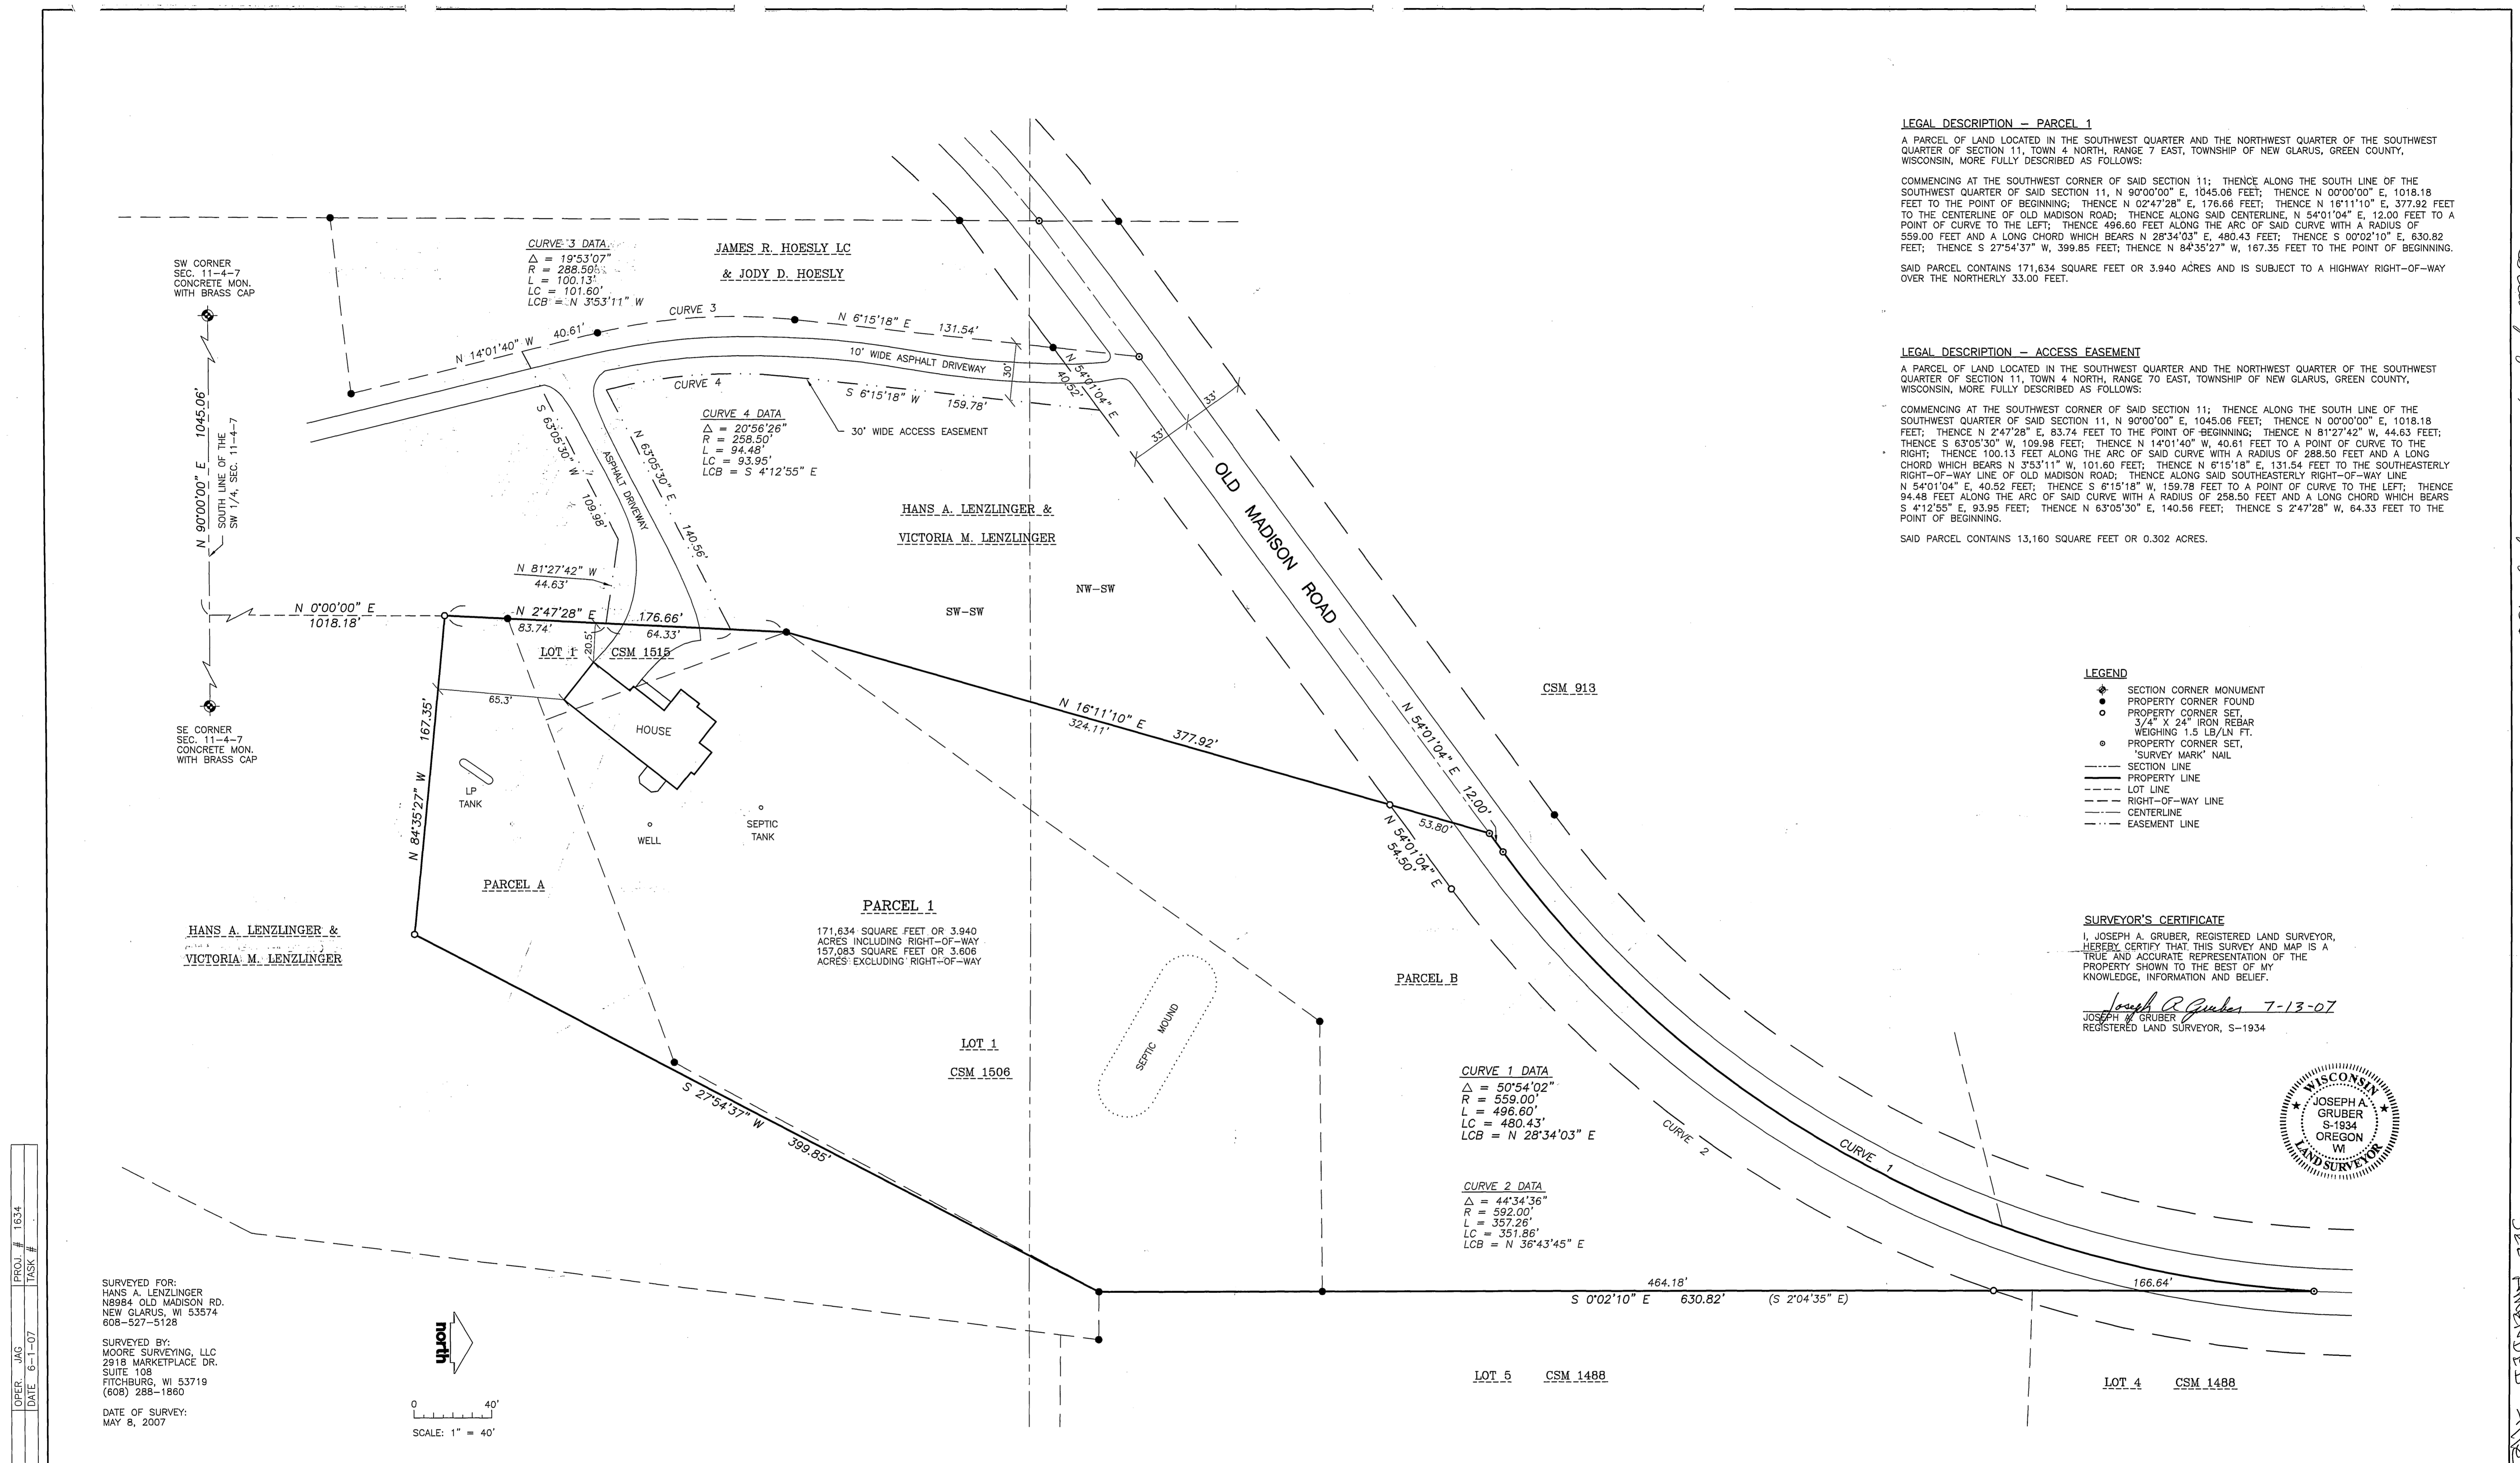 LEGAL DESCRIPTION – PARCEL 1
A PARCEL OF LAND LOCATED IN THE SOUTHWEST QUARTER AND THE NORTHWEST QUARTER OF THE SOUTHWEST
QUARTER OF SECTION 11, TOWN 4 NORTH, RANGE 7 EAST, TOWNSHIP OF NEW GLARUS, GREEN COUNTY,
WISCONSIN, MORE FULLY DESCRIBED AS FOLLOWS:
COMMENCING AT THE SOUTHWEST CORNER OF SAID SECTION 11; THENCE ALONG THE SOUTH LINE OF THE
SOUTHWEST QUARTER OF SAID SECTION 11, N 90°00'00" E, 1045.06 FEET; THENCE N 00°00'00" E, 1018.18
FEET TO THE POINT OF BEGINNING; THENCE N 02°47'28" E, 176.66 FEET; THENCE N 16°11'10" E, 377.92 FEET
TO THE CENTERLINE OF OLD MADISON ROAD; THENCE ALONG SAID CENTERLINE, N 54°01'04" E, 12.00 FEET TO A
POINT OF CURVE TO THE LEFT; THENCE 496.60 FEET ALONG THE ARC OF SAID CURVE WITH A RADIUS OF
559.00 FEET AND A LONG CHORD WHICH BEARS N 28°34'03" E, 480.43 FEET; THENCE S 00°02'10" E, 630.82
FEET; THENCE S 27°54'37" W, 399.85 FEET; THENCE N 84°35'27" W, 167.35 FEET TO THE POINT OF BEGINNING.
SAID PARCEL CONTAINS 171,634 SQUARE FEET OR 3.940 ACRES AND IS SUBJECT TO A HIGHWAY RIGHT–OF–WAY
OVER THE NORTHERLY 33.00 FEET.
LEGAL DESCRIPTION – ACCESS EASEMENT
A PARCEL OF LAND LOCATED IN THE SOUTHWEST QUARTER AND THE NORTHWEST QUARTER OF THE SOUTHWEST
QUARTER OF SECTION 11, TOWN 4 NORTH, RANGE 70 EAST, TOWNSHIP OF NEW GLARUS, GREEN COUNTY,
WISCONSIN, MORE FULLY DESCRIBED AS FOLLOWS:
COMMENCING AT THE SOUTHWEST CORNER OF SAID SECTION 11; THENCE ALONG THE SOUTH LINE OF THE
SOUTHWEST QUARTER OF SAID SECTION 11, N 90°00'00" E, 1045.06 FEET; THENCE N 00°00'00" E, 1018.18
FEET; THENCE N 2°47'28" E, 83.74 FEET TO THE POINT OF BEGINNING; THENCE N 81°27'42" W, 44.63 FEET;
THENCE S 63°05'30" W, 109.98 FEET; THENCE N 14°01'40" W, 40.61 FEET TO A POINT OF CURVE TO THE
RIGHT; THENCE 100.13 FEET ALONG THE ARC OF SAID CURVE WITH A RADIUS OF 288.50 FEET AND A LONG
CHORD WHICH BEARS N 3°53'11" W, 101.60 FEET; THENCE N 6°15'18" E, 131.54 FEET TO THE SOUTHEASTERLY
RIGHT–OF–WAY LINE OF OLD MADISON ROAD; THENCE ALONG SAID SOUTHEASTERLY RIGHT–OF–WAY LINE
N 54°01'04" E, 40.52 FEET; THENCE S 6°15'18" W, 159.78 FEET TO A POINT OF CURVE TO THE LEFT; THENCE
94.48 FEET ALONG THE ARC OF SAID CURVE WITH A RADIUS OF 258.50 FEET AND A LONG CHORD WHICH BEARS
S 4°12'55" E, 93.95 FEET; THENCE N 63°05'30" E, 140.56 FEET; THENCE S 2°47'28" W, 64.33 FEET TO THE
POINT OF BEGINNING.
SAID PARCEL CONTAINS 13,160 SQUARE FEET OR 0.302 ACRES.
SW CORNER
SEC. 11–4–7
CONCRETE MON.
WITH BRASS CAP
N 90°00'00" E 1045.06'
SOUTH LINE OF THE
SW 1/4, SEC. 11–4–7
SE CORNER
SEC. 11–4–7
CONCRETE MON.
WITH BRASS CAP
CURVE 3 DATA
Δ = 19°53'07"
R = 288.50'
L = 100.13'
LC = 101.60'
LCB = N 3°53'11" W
JAMES R. HOESLY LC
& JODY D. HOESLY
N 14°01'40" W 40.61'
CURVE 3
N 6°15'18" E 131.54'
10' WIDE ASPHALT DRIVEWAY
30'
N 54°01'04" E
40.52'
CURVE 4
S 6°15'18" W 159.78'
30' WIDE ACCESS EASEMENT
CURVE 4 DATA
Δ = 20°56'26"
R = 258.50'
L = 94.48'
LC = 93.95'
LCB = S 4°12'55" E
S 63°05'30" W 109.98'
ASPHALT DRIVEWAY
N 63°05'30" E 140.56'
33'
33'
OLD MADISON ROAD
HANS A. LENZLINGER &
VICTORIA M. LENZLINGER
N 81°27'42" W
44.63'
NW–SW
SW–SW
N 0°00'00" E
1018.18'
N 2°47'28" E 176.66'
83.74' 64.33'
20.5'
LOT 1 CSM 1515
65.3'
HOUSE
167.35'
N 84°35'27" W
LP
TANK
WELL
SEPTIC
TANK
N 16°11'10" E 377.92'
324.11'
53.80'
N 54°01'04" E 12.00'
N 54°01'04" E
54.50'
CSM 913
PARCEL A
HANS A. LENZLINGER &
VICTORIA M. LENZLINGER
PARCEL 1
171,634 SQUARE FEET OR 3.940
ACRES INCLUDING RIGHT–OF–WAY
157,083 SQUARE FEET OR 3.606
ACRES EXCLUDING RIGHT–OF–WAY
PARCEL B
LOT 1
CSM 1506
SEPTIC MOUND
S 27°54'37" W 399.85'
CURVE 1 DATA
Δ = 50°54'02"
R = 559.00'
L = 496.60'
LC = 480.43'
LCB = N 28°34'03" E
CURVE 2 DATA
Δ = 44°34'36"
R = 592.00'
L = 357.26'
LC = 351.86'
LCB = N 36°43'45" E
CURVE 2
CURVE 1
464.18' 166.64'
S 0°02'10" E 630.82' (S 2°04'35" E)
LOT 5 CSM 1488
LOT 4 CSM 1488
LEGEND
SECTION CORNER MONUMENT
PROPERTY CORNER FOUND
PROPERTY CORNER SET,
3/4" X 24" IRON REBAR
WEIGHING 1.5 LB/LN FT.
PROPERTY CORNER SET,
'SURVEY MARK' NAIL
SECTION LINE
PROPERTY LINE
LOT LINE
RIGHT–OF–WAY LINE
CENTERLINE
EASEMENT LINE
SURVEYOR'S CERTIFICATE
I, JOSEPH A. GRUBER, REGISTERED LAND SURVEYOR,
HEREBY CERTIFY THAT THIS SURVEY AND MAP IS A
TRUE AND ACCURATE REPRESENTATION OF THE
PROPERTY SHOWN TO THE BEST OF MY
KNOWLEDGE, INFORMATION AND BELIEF.
Joseph A Gruber 7-13-07
JOSEPH A. GRUBER
REGISTERED LAND SURVEYOR, S–1934
WISCONSIN
JOSEPH A.
GRUBER
S-1934
OREGON
WI
LAND SURVEYOR
SURVEYED FOR:
HANS A. LENZLINGER
N8984 OLD MADISON RD.
NEW GLARUS, WI 53574
608–527–5128
SURVEYED BY:
MOORE SURVEYING, LLC
2918 MARKETPLACE DR.
SUITE 108
FITCHBURG, WI 53719
(608) 288–1860
DATE OF SURVEY:
MAY 8, 2007
north
0 40'
SCALE: 1" = 40'
OPER. JAG PROJ. # 1634
DATE 6–1–07 TASK #